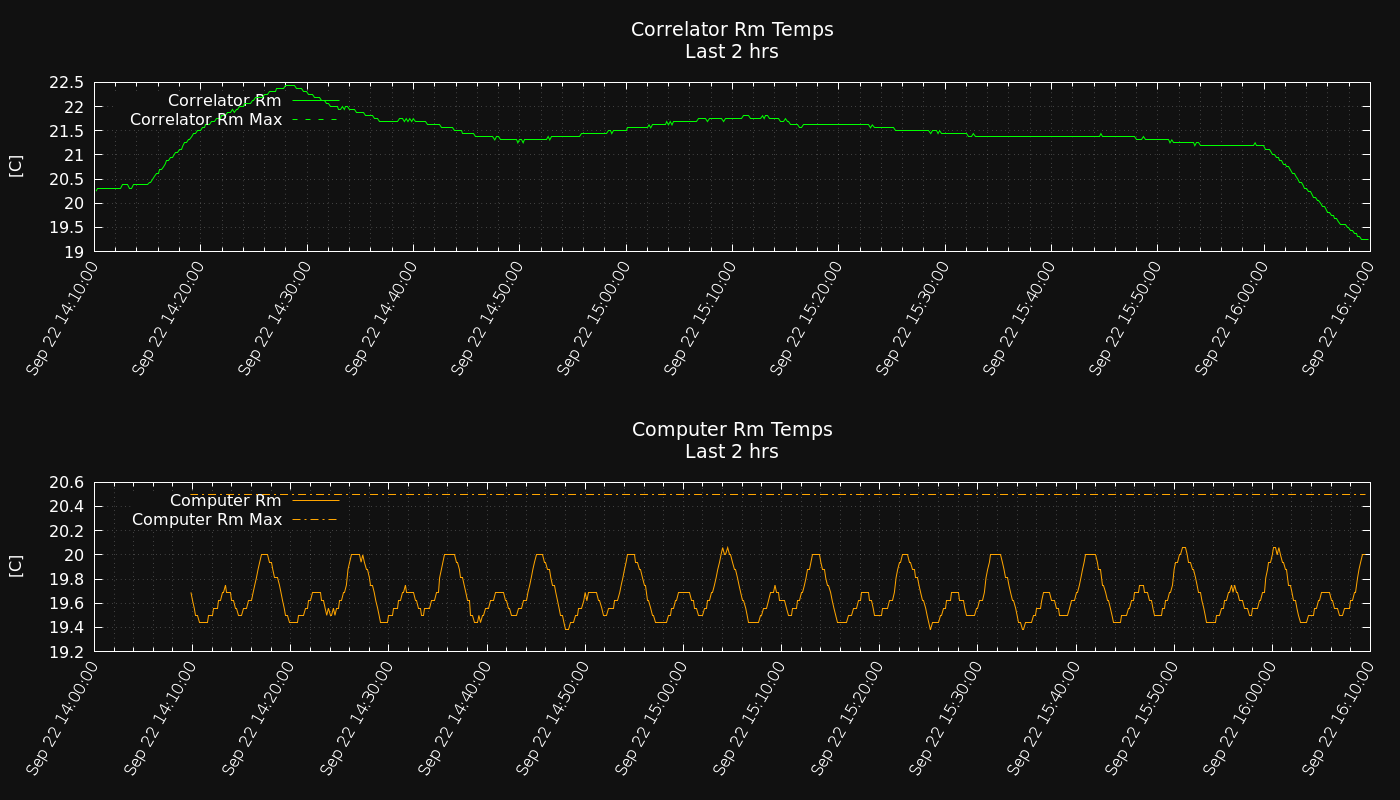 Correlator Rm Temps
Last 2 hrs
22.5
22
21.5
21
20.5
20
19.5
19
[C]
Correlator Rm
Correlator Rm Max
Sep 22 14:10:00
Sep 22 14:20:00
Sep 22 14:30:00
Sep 22 14:40:00
Sep 22 14:50:00
Sep 22 15:00:00
Sep 22 15:10:00
Sep 22 15:20:00
Sep 22 15:30:00
Sep 22 15:40:00
Sep 22 15:50:00
Sep 22 16:00:00
Sep 22 16:10:00
Computer Rm Temps
Last 2 hrs
20.6
20.4
20.2
20
19.8
19.6
19.4
19.2
[C]
Computer Rm
Computer Rm Max
Sep 22 14:00:00
Sep 22 14:10:00
Sep 22 14:20:00
Sep 22 14:30:00
Sep 22 14:40:00
Sep 22 14:50:00
Sep 22 15:00:00
Sep 22 15:10:00
Sep 22 15:20:00
Sep 22 15:30:00
Sep 22 15:40:00
Sep 22 15:50:00
Sep 22 16:00:00
Sep 22 16:10:00